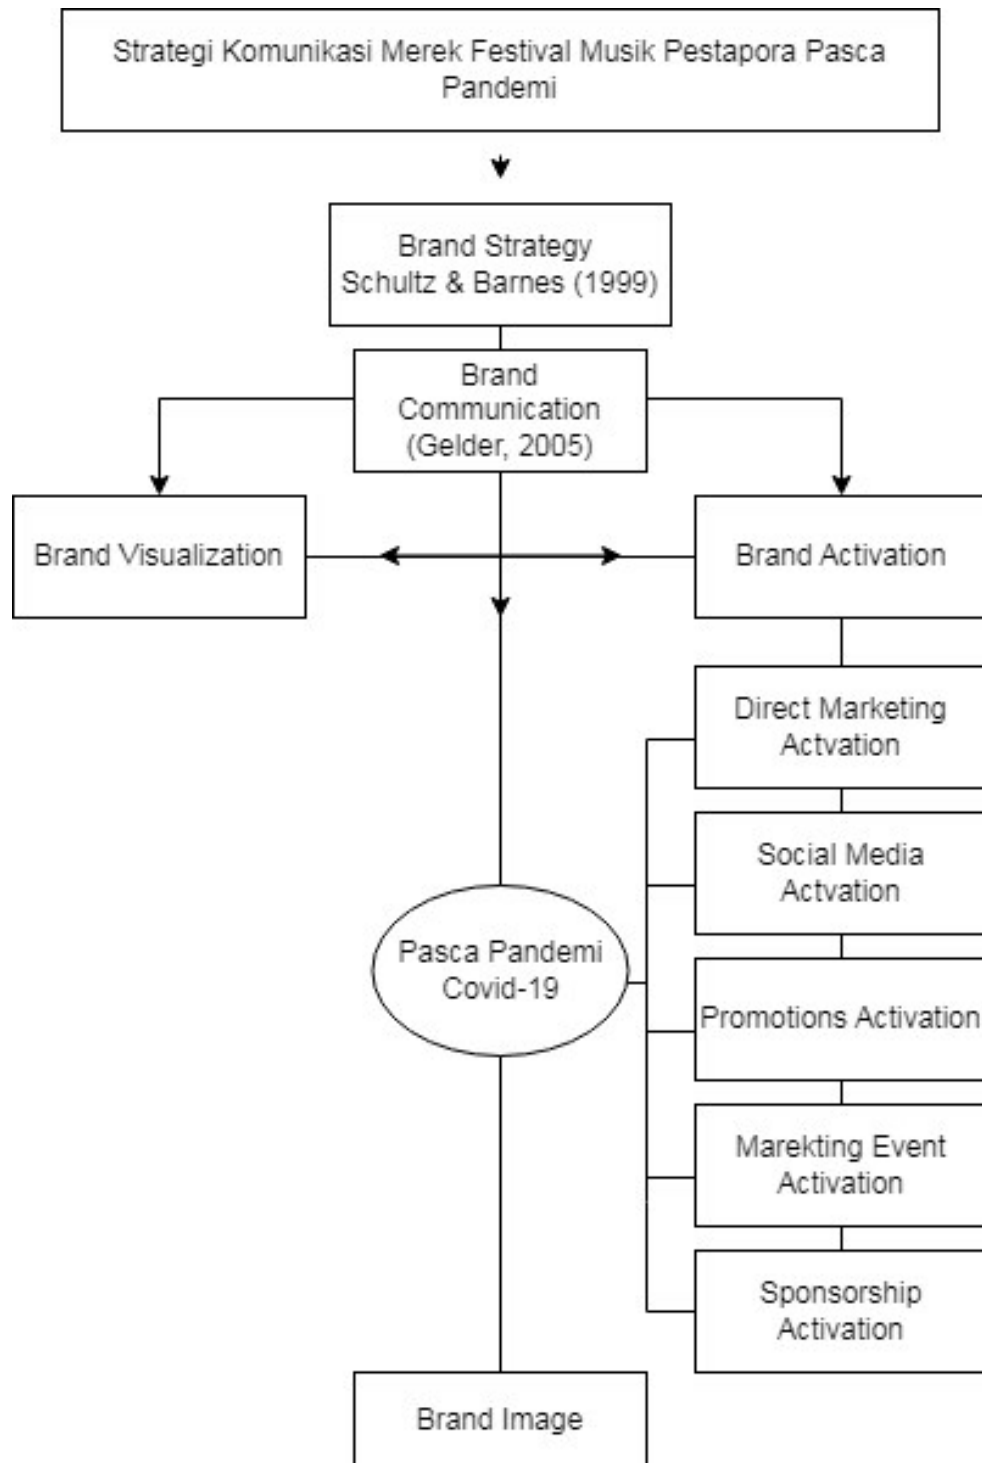 Strategi Komunikasi Merek Festival Musik Pestapora Pasca
Pandemi
Brand Strategy
Schultz & Barnes (1999)
Brand
Communication
(Gelder, 2005)
Brand Visualization
Brand Activation
Direct Marketing
Actvation
Social Media
Actvation
Pasca Pandemi
Covid-19
Promotions Activation
Marekting Event
Activation
Sponsorship
Activation
Brand Image